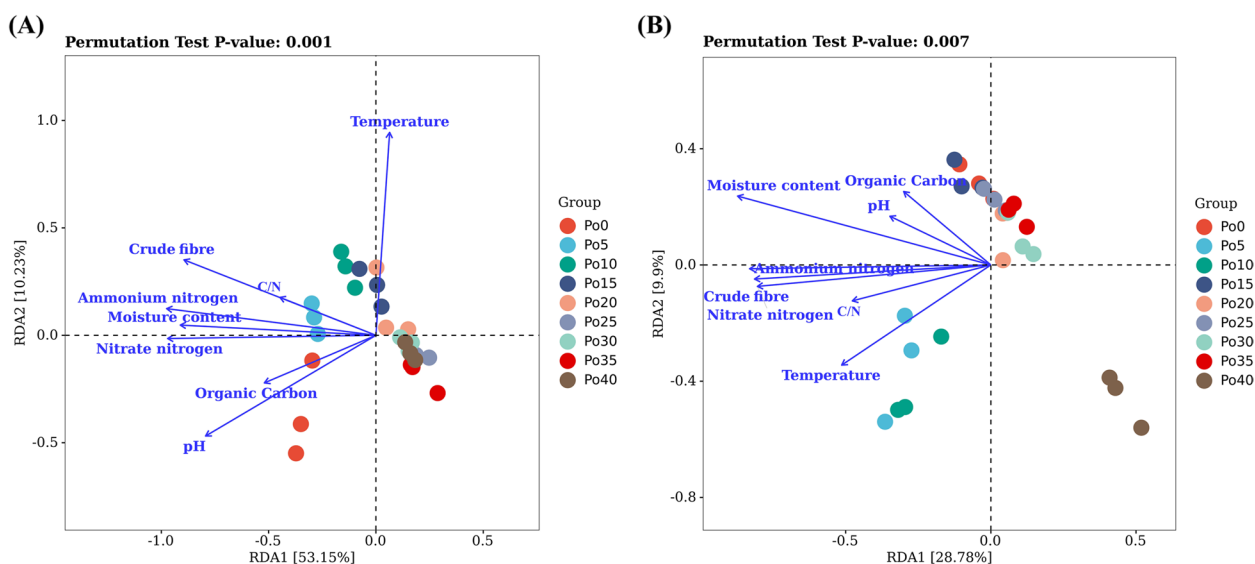 (A)
Permutation Test P-value: 0.001
1.0
0.5
0.0
-0.5
RDA2 [10.23%]
Temperature
Crude fibre
C/N
Ammonium nitrogen
Moisture content
Nitrate nitrogen
Organic Carbon
pH
-1.0
-0.5
0.0
0.5
RDA1 [53.15%]
Group
Po0
Po5
Po10
Po15
Po20
Po25
Po30
Po35
Po40
(B)
Permutation Test P-value: 0.007
0.4
0.0
-0.4
-0.8
RDA2 [9.9%]
Organic Carbon
Moisture content
pH
Ammonium nitrogen
Crude fibre
Nitrate nitrogen
C/N
Temperature
-0.5
0.0
0.5
RDA1 [28.78%]
Group
Po0
Po5
Po10
Po15
Po20
Po25
Po30
Po35
Po40